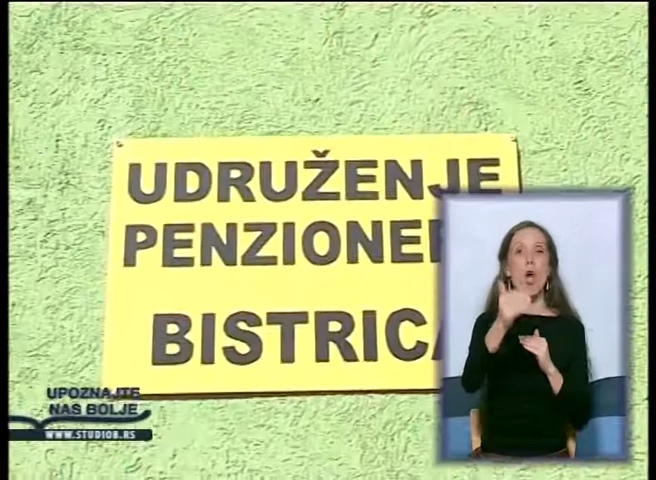 UDRUŽENJE
PENZIONE
BISTRICA
UPOZNAJTE
NAS BOLJE
WWW.STUDIOB.RS